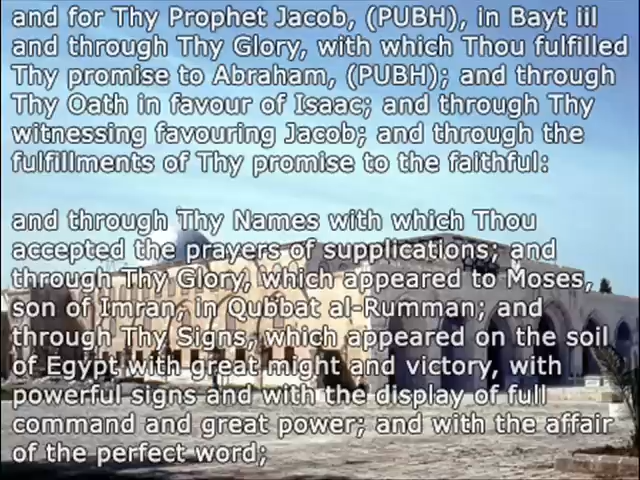 and for Thy Prophet Jacob, (PUBH), in Bayt iil
and through Thy Glory, with which Thou fulfilled
Thy promise to Abraham, (PUBH); and through
Thy Oath in favour of Isaac; and through Thy
witnessing favouring Jacob; and through the
fulfillments of Thy promise to the faithful:
and through Thy Names with which Thou
accepted the prayers of supplications; and
through Thy Glory, which appeared to Moses,
son of Imran, in Qubbat al-Rumman; and
through Thy Signs, which appeared on the soil
of Egypt with great might and victory, with
powerful signs and with the display of full
command and great power; and with the affair
of the perfect word;